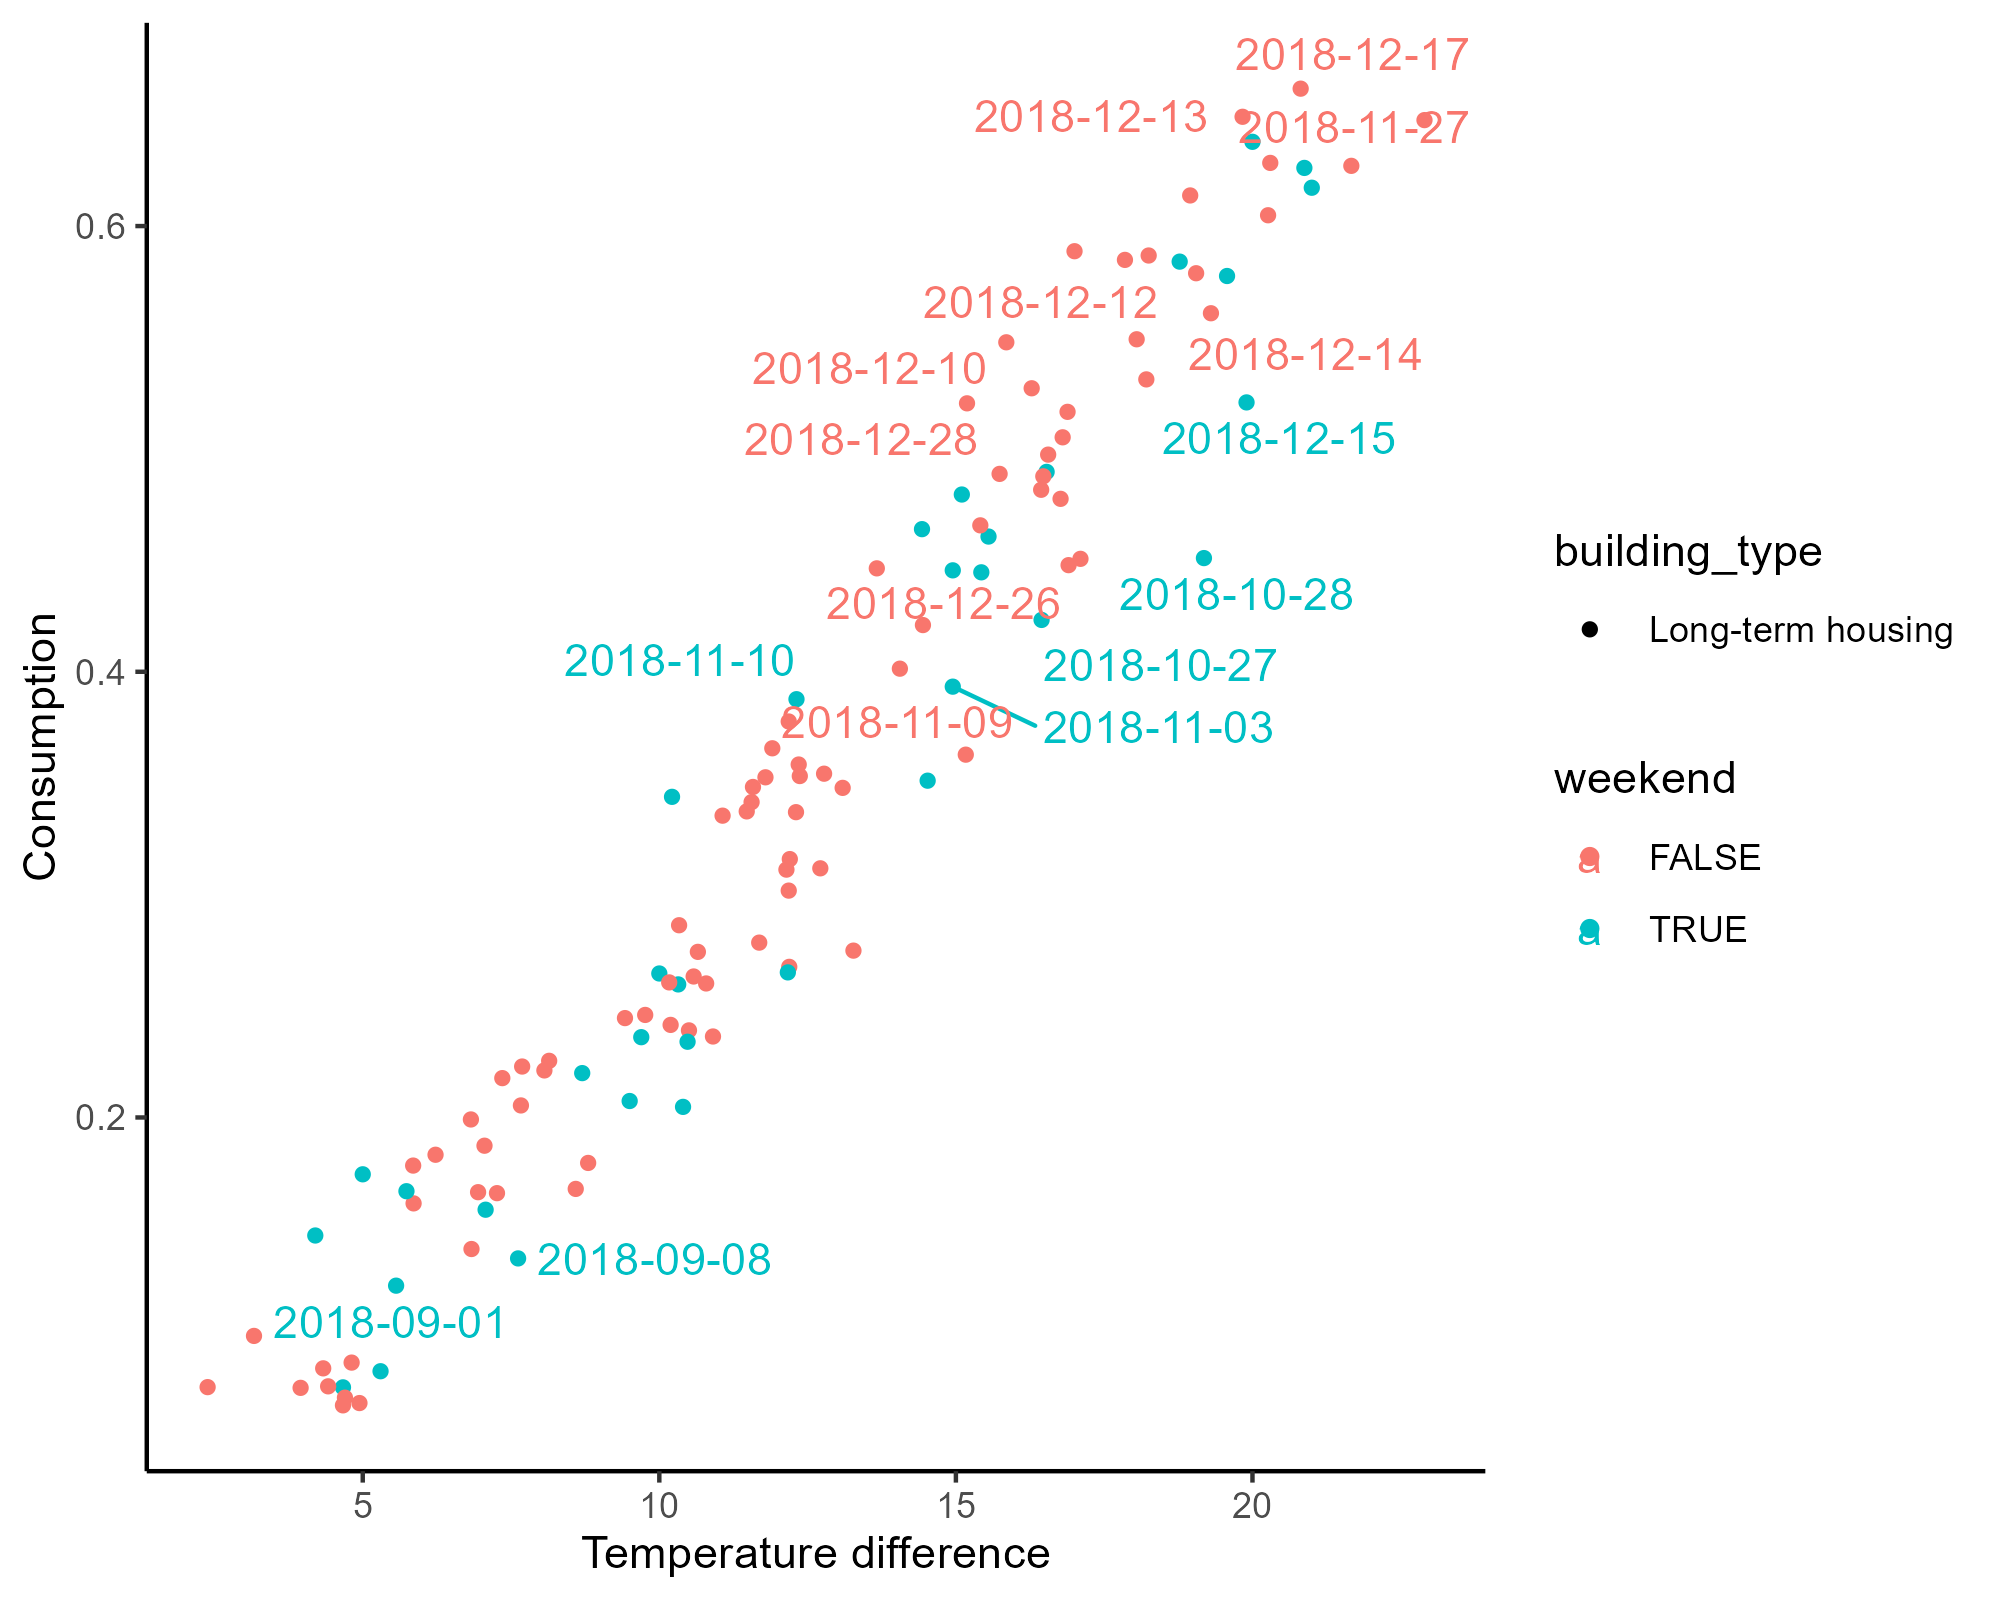 2018-12-17
2018-12-13
2018-11-27
0.6
2018-12-12
2018-12-14
2018-12-10
2018-12-15
2018-12-28
building_type
2018-10-28
2018-12-26
Long-term housing
2018-11-10
2018-10-27
0.4
2018-11-09
2018-11-03
Consumption
weekend
a FALSE
a TRUE
0.2
2018-09-08
2018-09-01
5 10 15 20
Temperature difference